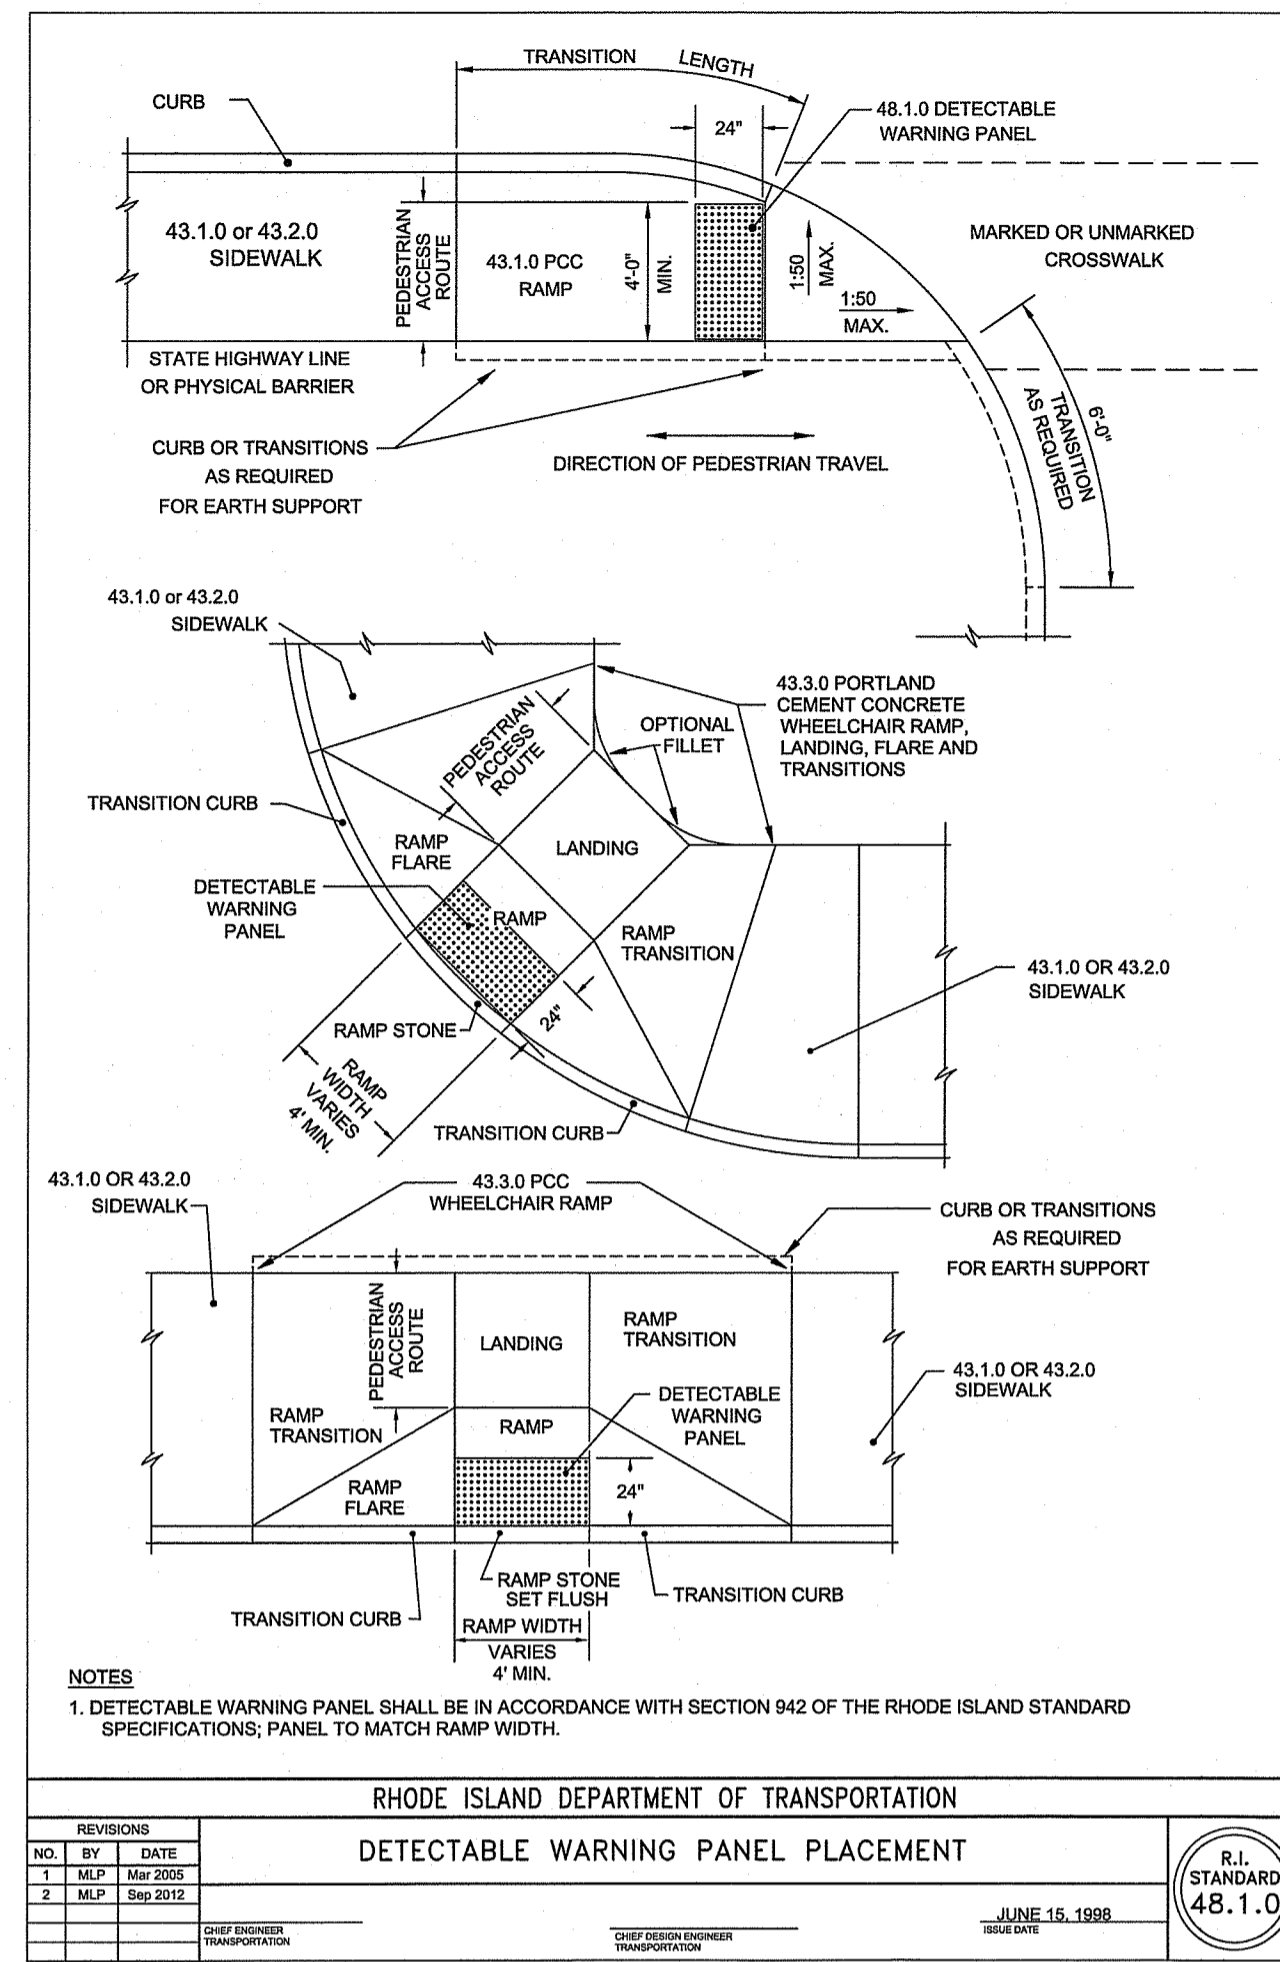 TRANSITION LENGTH
CURB
24"
48.1.0 DETECTABLE
WARNING PANEL
43.1.0 or 43.2.0
SIDEWALK
PEDESTRIAN
ACCESS
ROUTE
43.1.0 PCC
RAMP
4'-0"
MIN.
1:50
MAX.
1:50
MAX.
MARKED OR UNMARKED
CROSSWALK
STATE HIGHWAY LINE
OR PHYSICAL BARRIER
6'-0"
TRANSITION
AS REQUIRED
CURB OR TRANSITIONS
AS REQUIRED
FOR EARTH SUPPORT
DIRECTION OF PEDESTRIAN TRAVEL
43.1.0 or 43.2.0
SIDEWALK
PEDESTRIAN
ACCESS
ROUTE
OPTIONAL
FILLET
43.3.0 PORTLAND
CEMENT CONCRETE
WHEELCHAIR RAMP,
LANDING, FLARE AND
TRANSITIONS
TRANSITION CURB
RAMP
FLARE
LANDING
DETECTABLE
WARNING
PANEL
RAMP
RAMP
TRANSITION
43.1.0 OR 43.2.0
SIDEWALK
RAMP STONE
24"
RAMP
WIDTH
VARIES
4' MIN.
TRANSITION CURB
43.1.0 OR 43.2.0
SIDEWALK
43.3.0 PCC
WHEELCHAIR RAMP
CURB OR TRANSITIONS
AS REQUIRED
FOR EARTH SUPPORT
PEDESTRIAN
ACCESS
ROUTE
LANDING
RAMP
TRANSITION
43.1.0 OR 43.2.0
SIDEWALK
RAMP
TRANSITION
RAMP
DETECTABLE
WARNING
PANEL
RAMP
FLARE
24"
RAMP STONE
SET FLUSH
TRANSITION CURB
TRANSITION CURB
RAMP WIDTH
VARIES
4' MIN.
NOTES
1. DETECTABLE WARNING PANEL SHALL BE IN ACCORDANCE WITH SECTION 942 OF THE RHODE ISLAND STANDARD
SPECIFICATIONS; PANEL TO MATCH RAMP WIDTH.
RHODE ISLAND DEPARTMENT OF TRANSPORTATION
REVISIONS
NO. BY DATE
1 MLP Mar 2005
2 MLP Sep 2012
DETECTABLE WARNING PANEL PLACEMENT
CHIEF ENGINEER
TRANSPORTATION
CHIEF DESIGN ENGINEER
TRANSPORTATION
JUNE 15, 1998
ISSUE DATE
R.I.
STANDARD
48.1.0